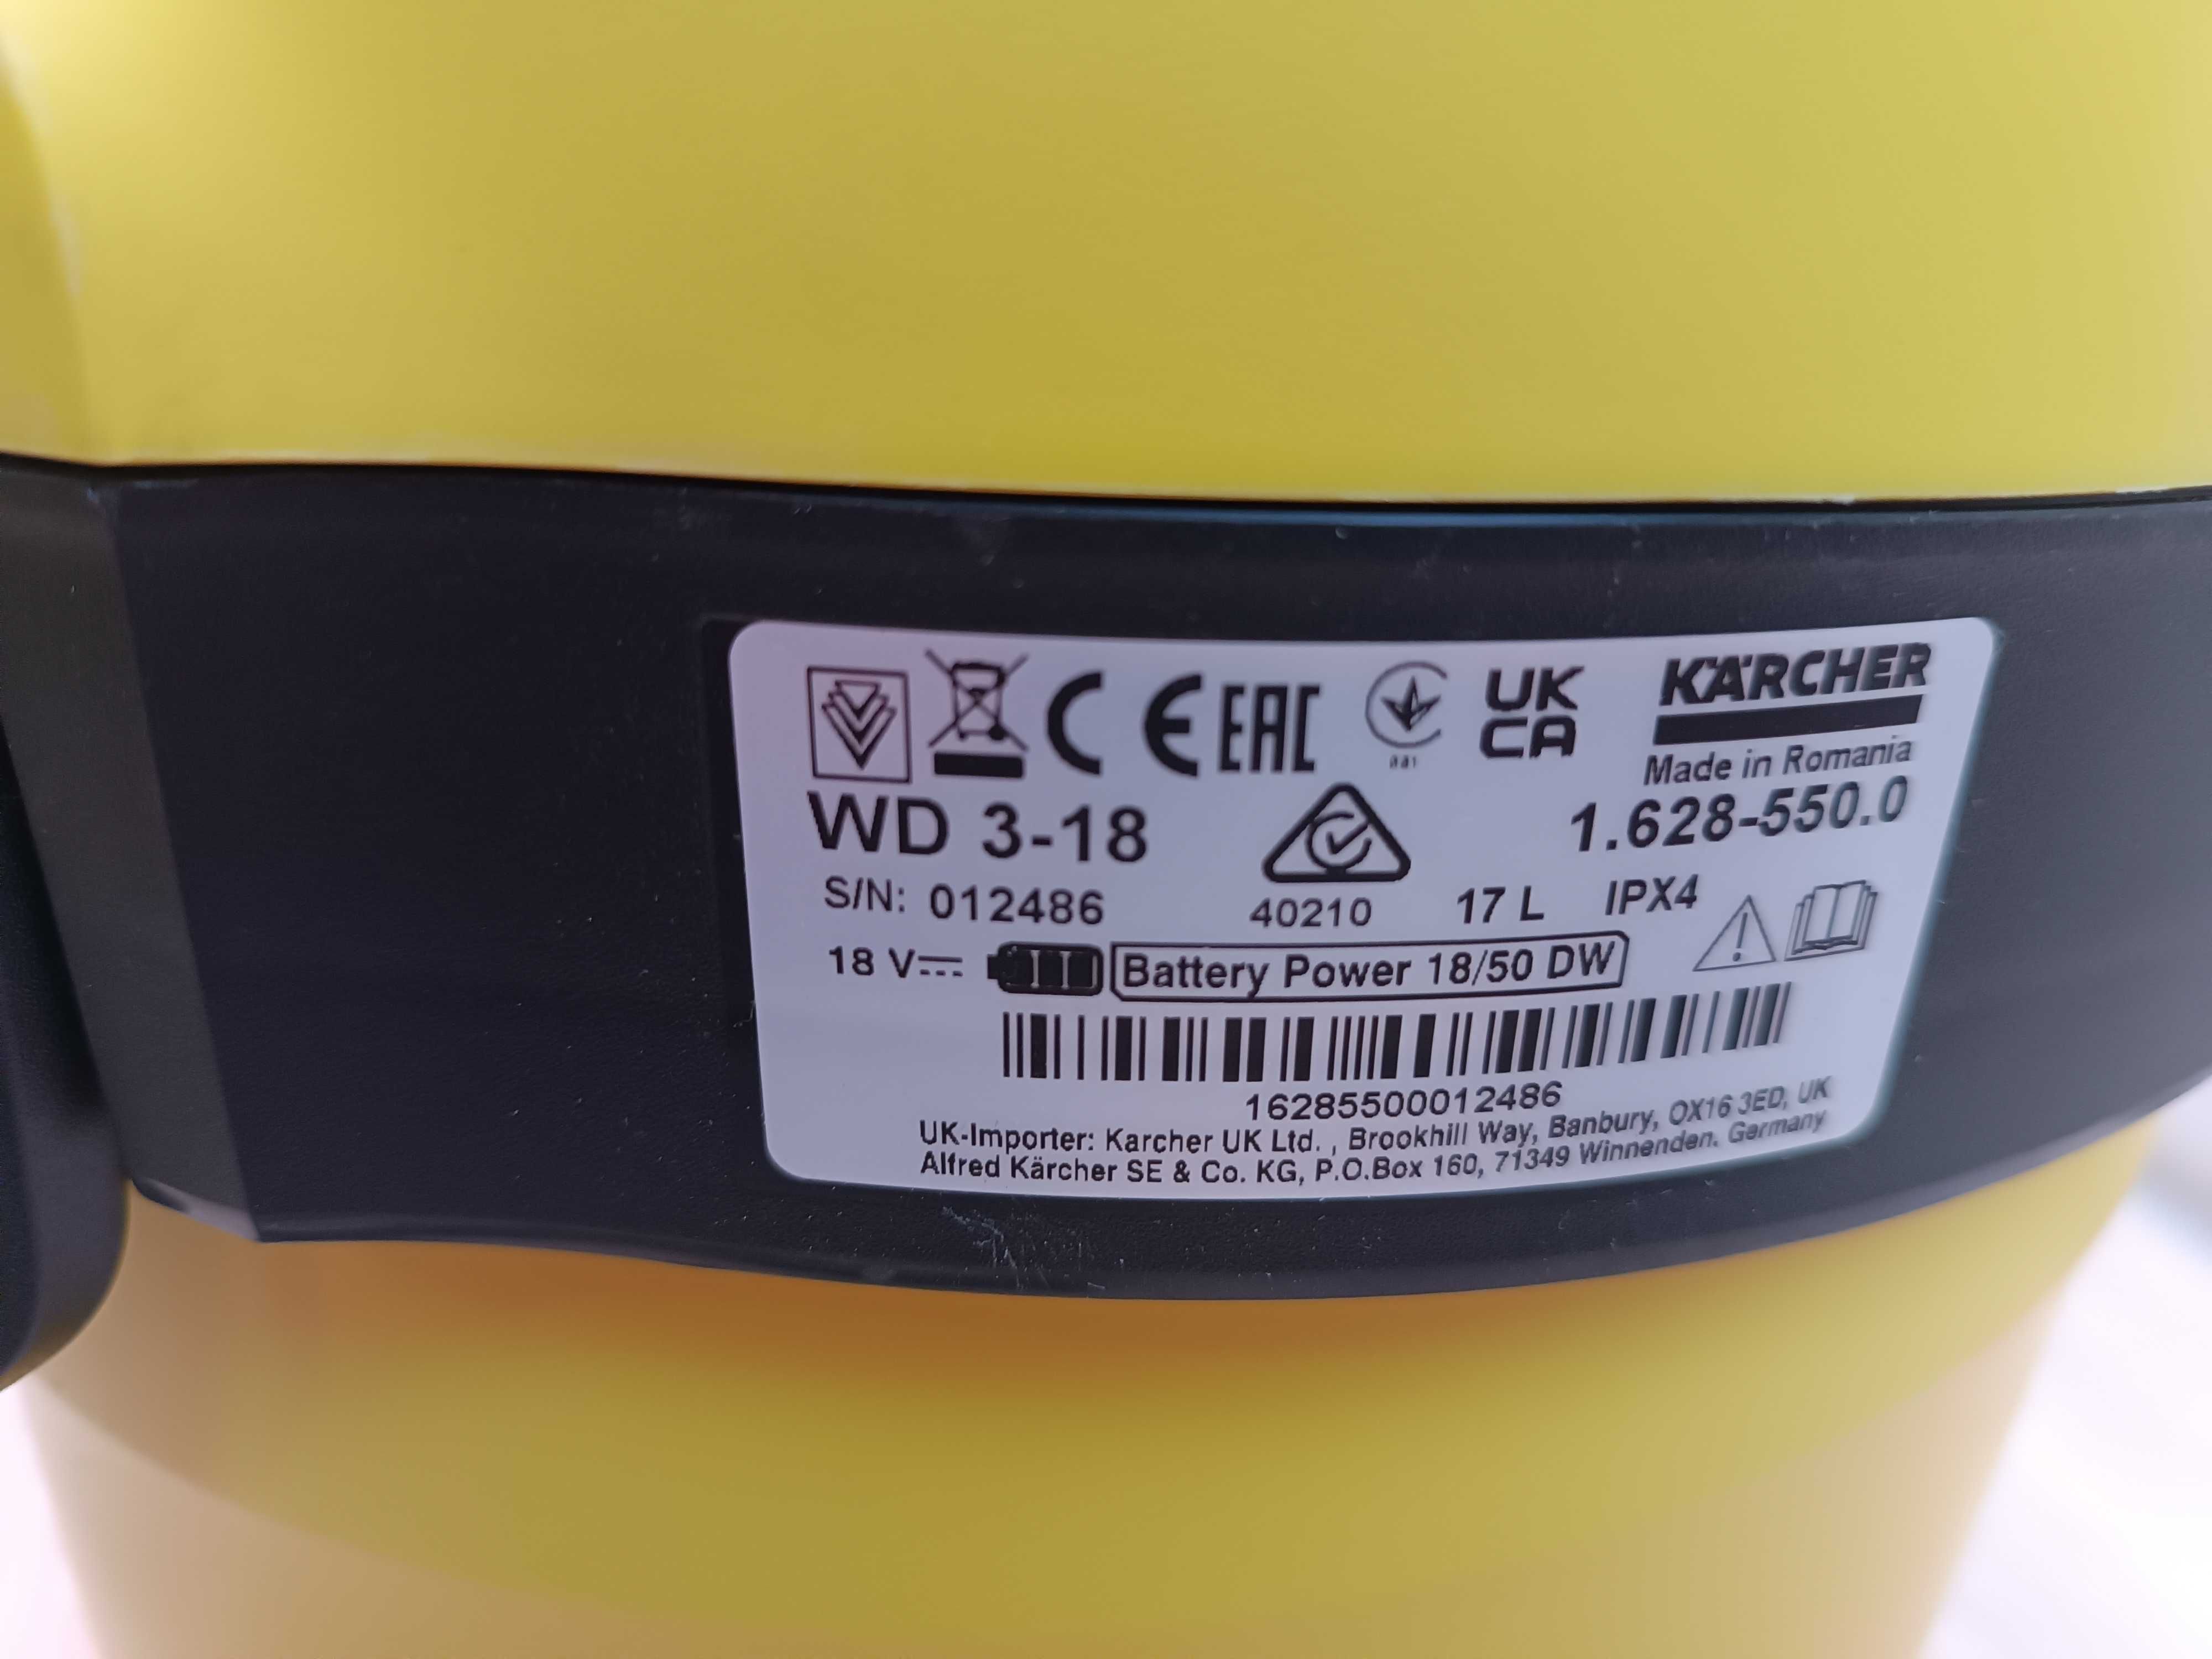 CE EAC UK CA KÄRCHER
Made in Romania
WD 3-18 1.628-550.0
S/N: 012486 40210 17 L IPX4
18 V Battery Power 18/50 DW
16285500012486
UK-Importer: Karcher UK Ltd. , Brookhill Way, Banbury, OX16 3ED, UK
Alfred Kärcher SE & Co. KG, P.O.Box 160, 71349 Winnenden. Germany